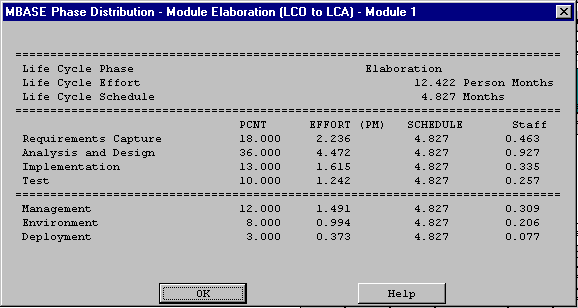 MBASE Phase Distribution - Module Elaboration (LCO to LCA) - Module 1
Life Cycle Phase Elaboration
Life Cycle Effort 12.422 Person Months
Life Cycle Schedule 4.827 Months
PCNT EFFORT (PM) SCHEDULE Staff
Requirements Capture 18.000 2.236 4.827 0.463
Analysis and Design 36.000 4.472 4.827 0.927
Implementation 13.000 1.615 4.827 0.335
Test 10.000 1.242 4.827 0.257
Management 12.000 1.491 4.827 0.309
Environment 8.000 0.994 4.827 0.206
Deployment 3.000 0.373 4.827 0.077
OK Help